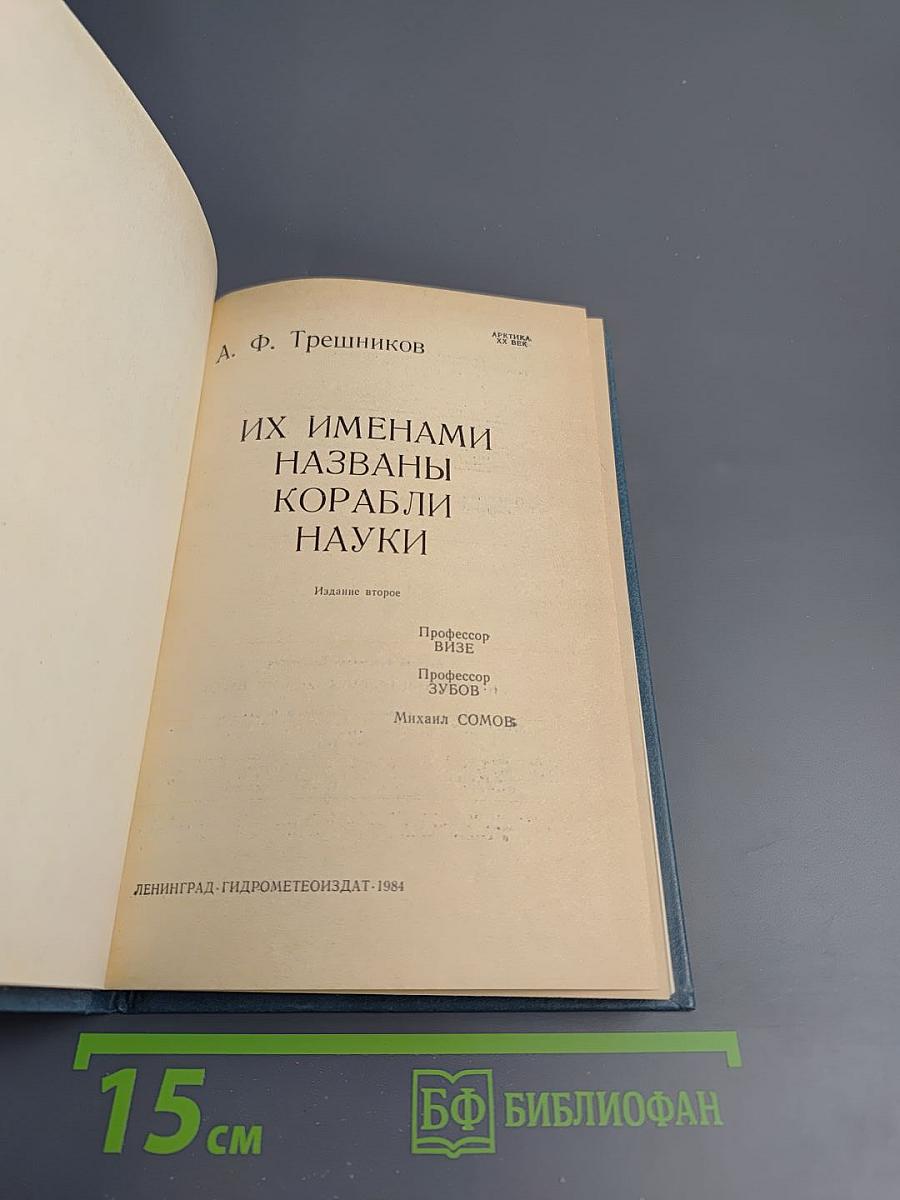 А. Ф. Трешников
АРКТИКА.
XX ВЕК
ИХ ИМЕНАМИ
НАЗВАНЫ
КОРАБЛИ
НАУКИ
Издание второе
Профессор
ВИЗЕ
Профессор
ЗУБОВ
Михаил СОМОВ
ЛЕНИНГРАД·ГИДРОМЕТЕОИЗДАТ·1984
15 см
БФ БИБЛИОФАН